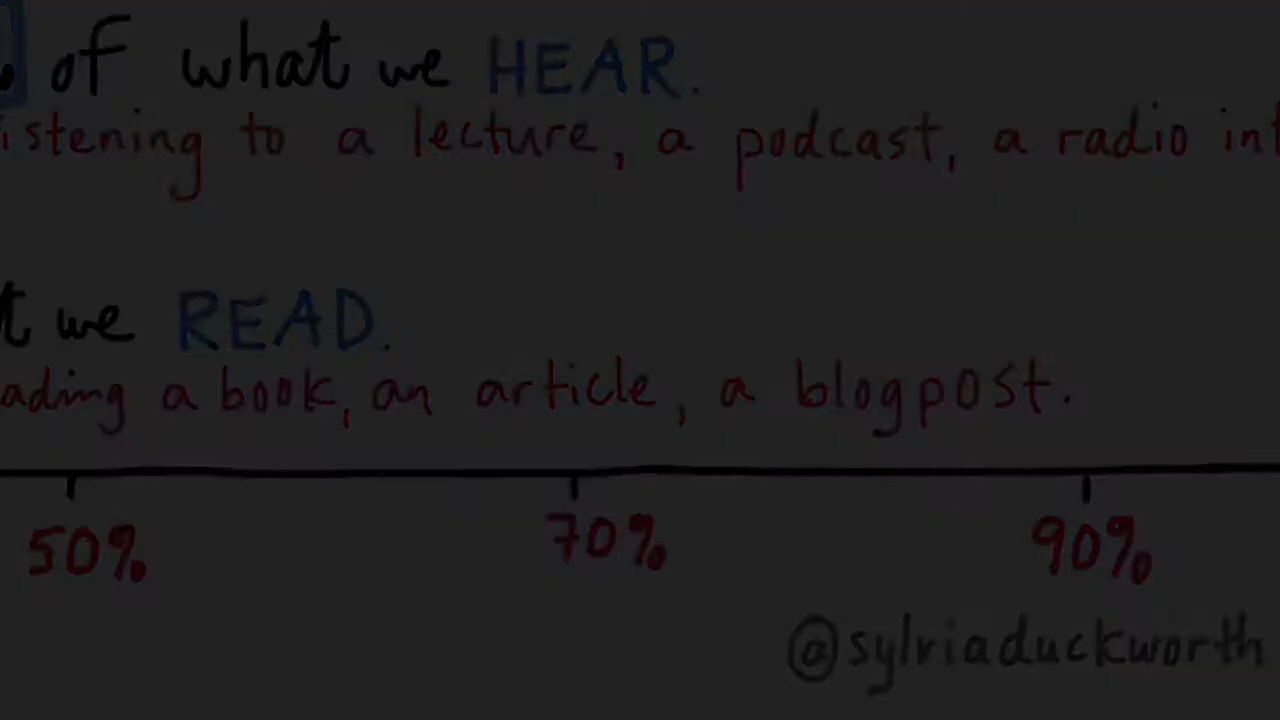 of what we HEAR.
istening to a lecture, a podcast, a radio int
t we READ.
ading a book, an article, a blogpost.
50% 70% 90%
@sylviaduckworth